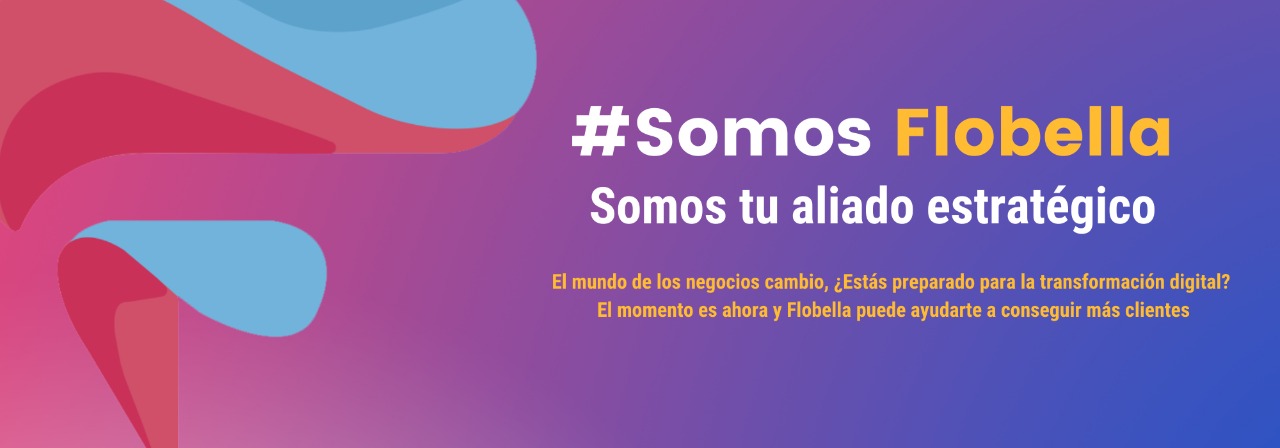 #Somos Flobella
Somos tu aliado estratégico
El mundo de los negocios cambio, ¿Estás preparado para la transformación digital?
El momento es ahora y Flobella puede ayudarte a conseguir más clientes